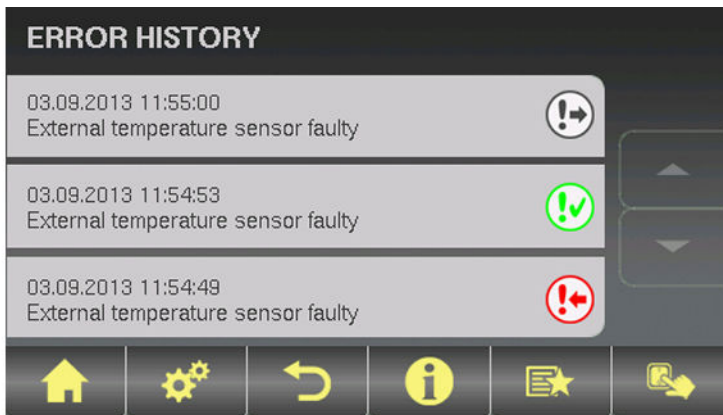 ERROR HISTORY
03.09.2013 11:55:00
External temperature sensor faulty
03.09.2013 11:54:53
External temperature sensor faulty
03.09.2013 11:54:49
External temperature sensor faulty